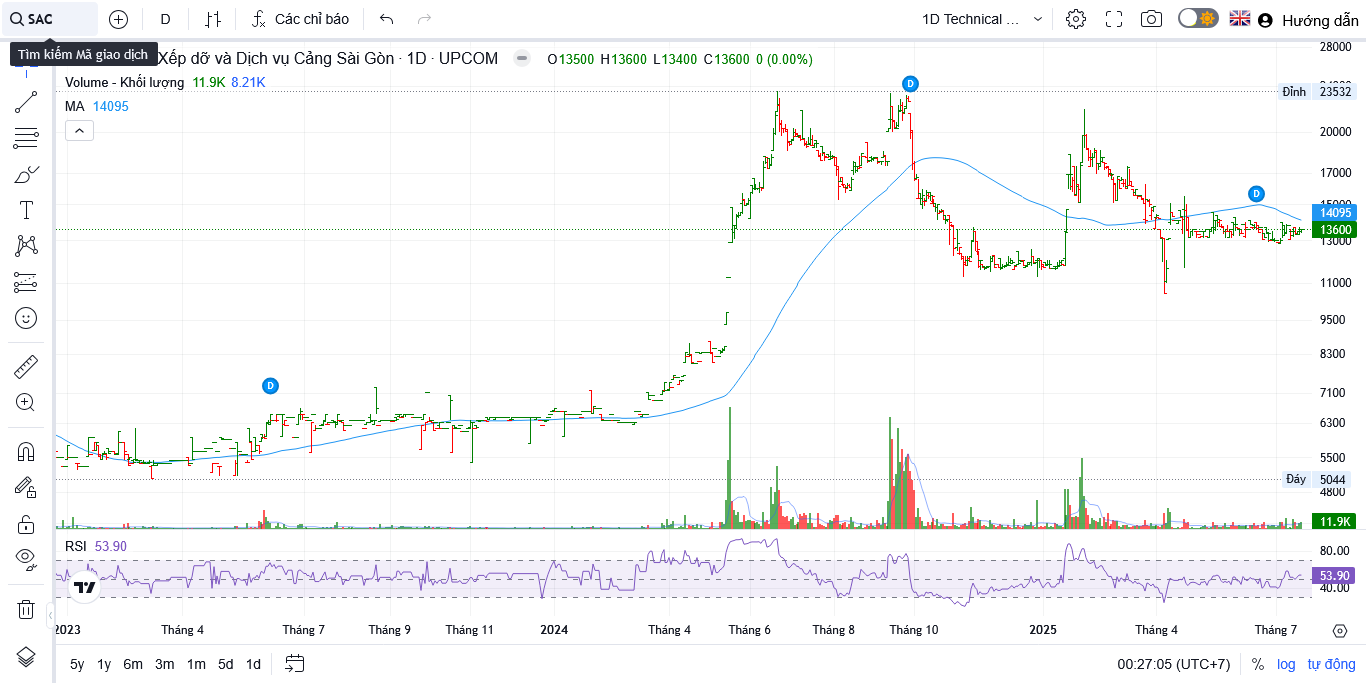 SAC
D
Các chỉ báo
1D Technical ...
Hướng dẫn
Tìm kiếm Mã giao dịch
Xếp dỡ và Dịch vụ Cảng Sài Gòn · 1D · UPCOM
O13500 H13600 L13400 C13600 0 (0.00%)
Volume - Khối lượng 11.9K 8.21K
MA 14095
28000
Đỉnh 23532
20000
17000
15000
14095
13600
13000
11000
9500
8300
7100
6300
5500
Đáy 5044
4800
11.9K
D
D
D
RSI 53.90
80.00
53.90
40.00
2023 Tháng 4 Tháng 7 Tháng 9 Tháng 11 2024 Tháng 4 Tháng 6 Tháng 8 Tháng 10 2025 Tháng 4 Tháng 7
5y 1y 6m 3m 1m 5d 1d
00:27:05 (UTC+7) % log tự động